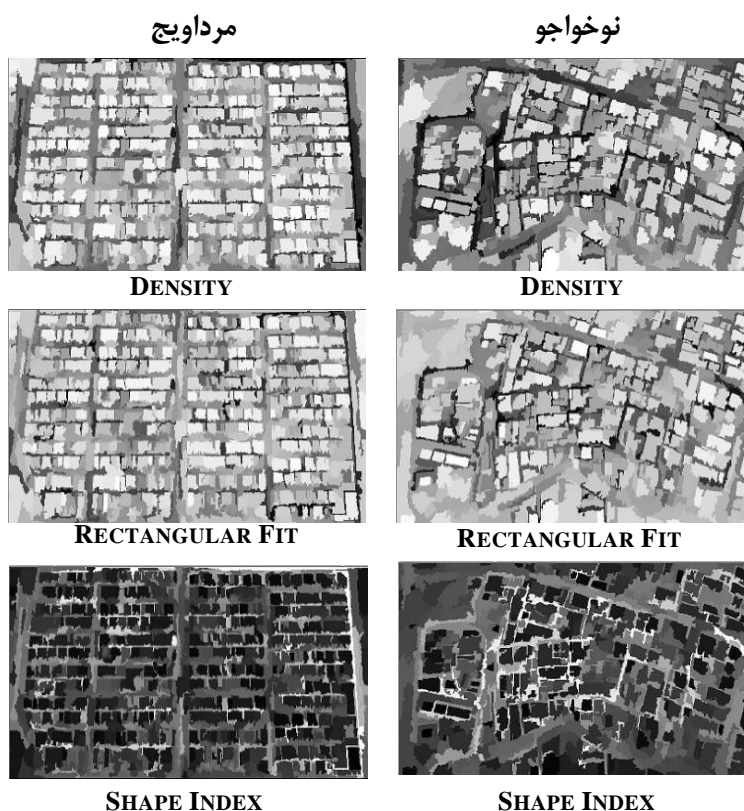 نوخواجو
مرداویج
DENSITY
DENSITY
RECTANGULAR FIT
RECTANGULAR FIT
SHAPE INDEX
SHAPE INDEX